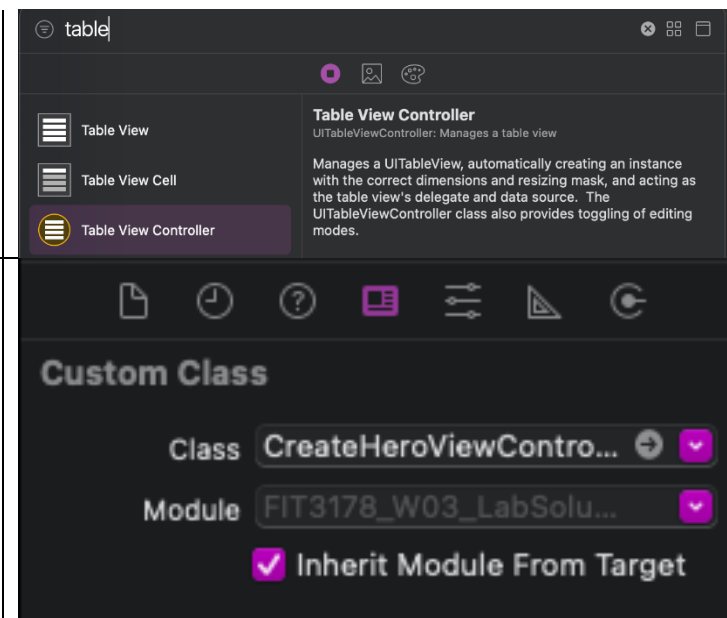 table
Table View
Table View Cell
Table View Controller
Table View Controller
UITableViewController: Manages a table view
Manages a UITableView, automatically creating an instance
with the correct dimensions and resizing mask, and acting as
the table view's delegate and data source. The
UITableViewController class also provides toggling of editing
modes.
Custom Class
Class CreateHeroViewContro...
Module FIT3178_W03_LabSolu...
Inherit Module From Target